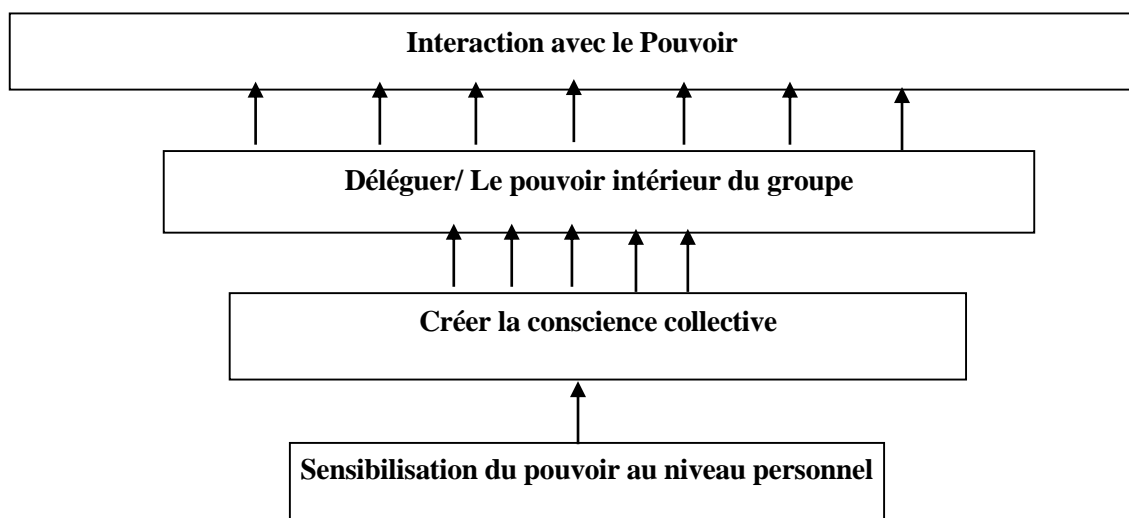 Interaction avec le Pouvoir
Déléguer/ Le pouvoir intérieur du groupe
Créer la conscience collective
Sensibilisation du pouvoir au niveau personnel